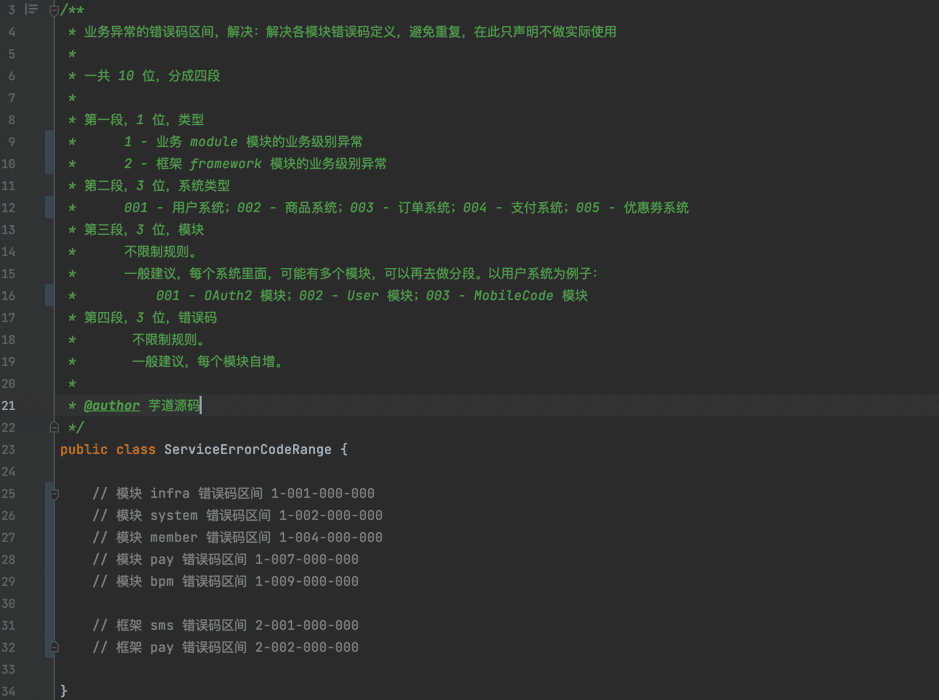 3 /**
4  * 业务异常的错误码区间，解决：解决各模块错误码定义，避免重复，在此只声明不做实际使用
5  *
6  * 一共 10 位，分成四段
7  *
8  * 第一段，1 位，类型
9  *      1 - 业务 module 模块的业务级别异常
10  *      2 - 框架 framework 模块的业务级别异常
11  * 第二段，3 位，系统类型
12  *      001 - 用户系统；002 - 商品系统；003 - 订单系统；004 - 支付系统；005 - 优惠劵系统
13  * 第三段，3 位，模块
14  *      不限制规则。
15  *      一般建议，每个系统里面，可能有多个模块，可以再去做分段。以用户系统为例子：
16  *          001 - OAuth2 模块；002 - User 模块；003 - MobileCode 模块
17  * 第四段，3 位，错误码
18  *       不限制规则。
19  *       一般建议，每个模块自增。
20  *
21  * @author 芋道源码
22  */
23 public class ServiceErrorCodeRange {
24
25     // 模块 infra 错误码区间 1-001-000-000
26     // 模块 system 错误码区间 1-002-000-000
27     // 模块 member 错误码区间 1-004-000-000
28     // 模块 pay 错误码区间 1-007-000-000
29     // 模块 bpm 错误码区间 1-009-000-000
30
31     // 框架 sms 错误码区间 2-001-000-000
32     // 框架 pay 错误码区间 2-002-000-000
33
34 }